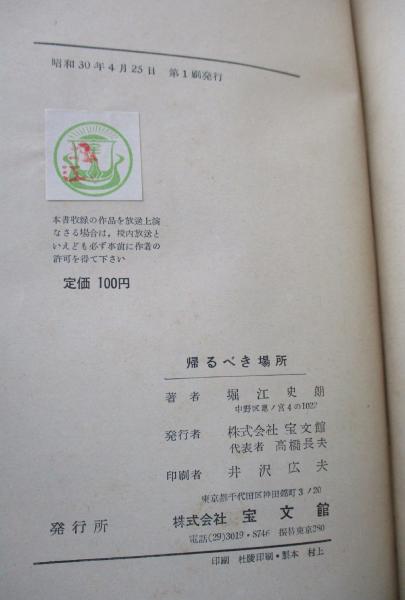 昭和30年4月25日 第1刷発行
堀江
本書収録の作品を放送上演
なさる場合は，校内放送と
いえども必ず事前に作者の
許可を得て下さい
定価 100円
帰るべき場所
著者 堀江史朗
中野区鷺ノ宮4の1022
発行者 株式会社 宝文館
代表者 高橋長夫
印刷者 井沢広夫
東京都千代田区神田錦町3ノ20
発行所 株式会社 宝文館
電話(29)3019・8746 振替東京280
印刷 杜陵印刷・製本 村上